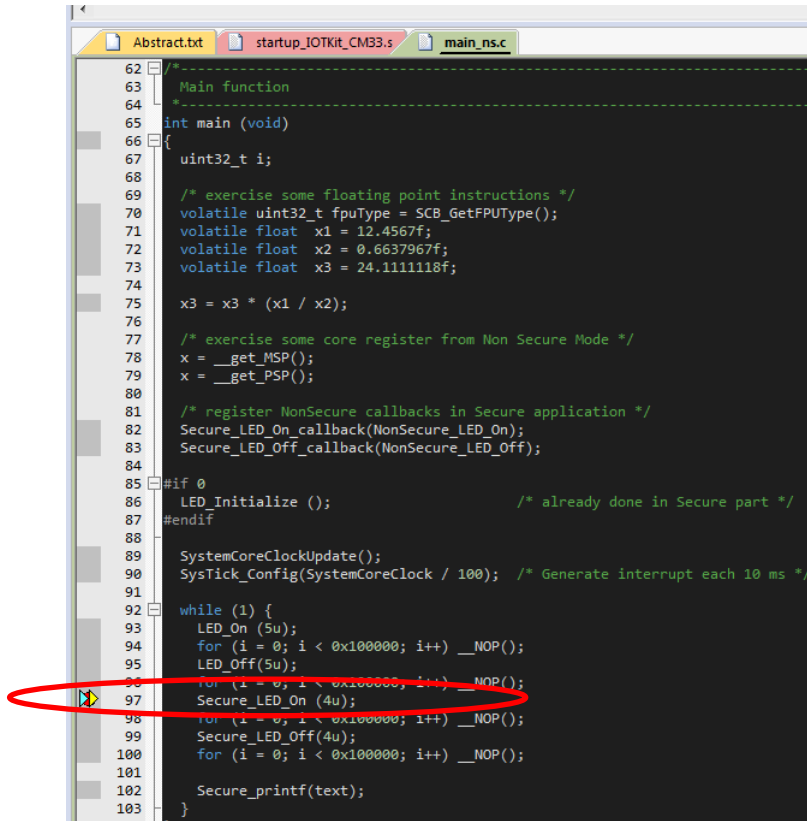 Abstract.txt startup_IOTKit_CM33.s main_ns.c
62 /*----------------------------------------------------------------------------
63 Main function
64 *----------------------------------------------------------------------------
65 int main (void)
66 {
67 uint32_t i;
68
69 /* exercise some floating point instructions */
70 volatile uint32_t fpuType = SCB_GetFPUType();
71 volatile float x1 = 12.4567f;
72 volatile float x2 = 0.6637967f;
73 volatile float x3 = 24.1111118f;
74
75 x3 = x3 * (x1 / x2);
76
77 /* exercise some core register from Non Secure Mode */
78 x = __get_MSP();
79 x = __get_PSP();
80
81 /* register NonSecure callbacks in Secure application */
82 Secure_LED_On_callback(NonSecure_LED_On);
83 Secure_LED_Off_callback(NonSecure_LED_Off);
84
85 #if 0
86 LED_Initialize (); /* already done in Secure part */
87 #endif
88
89 SystemCoreClockUpdate();
90 SysTick_Config(SystemCoreClock / 100); /* Generate interrupt each 10 ms */
91
92 while (1) {
93 LED_On (5u);
94 for (i = 0; i < 0x100000; i++) __NOP();
95 LED_Off(5u);
96 for (i = 0; i < 0x100000; i++) __NOP();
97 Secure_LED_On (4u);
98 for (i = 0; i < 0x100000; i++) __NOP();
99 Secure_LED_Off(4u);
100 for (i = 0; i < 0x100000; i++) __NOP();
101
102 Secure_printf(text);
103 }